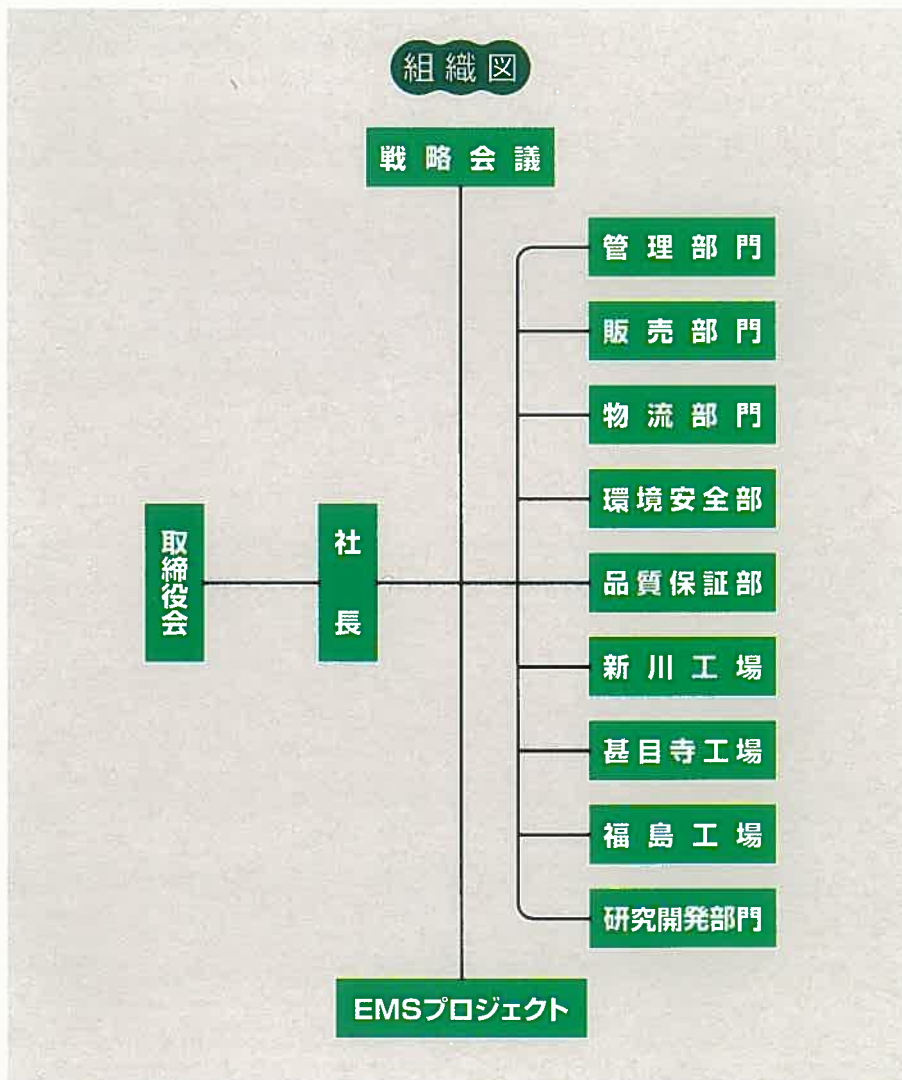 組織図
戦略会議
管理部門
販売部門
物流部門
環境安全部
取締役会
社長
品質保証部
新川工場
甚目寺工場
福島工場
研究開発部門
EMSプロジェクト